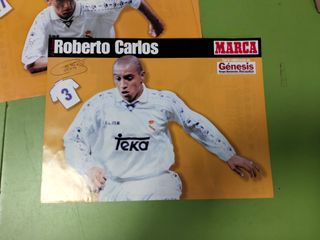 Roberto Carlos
MARCA
Génesis
3
Teka